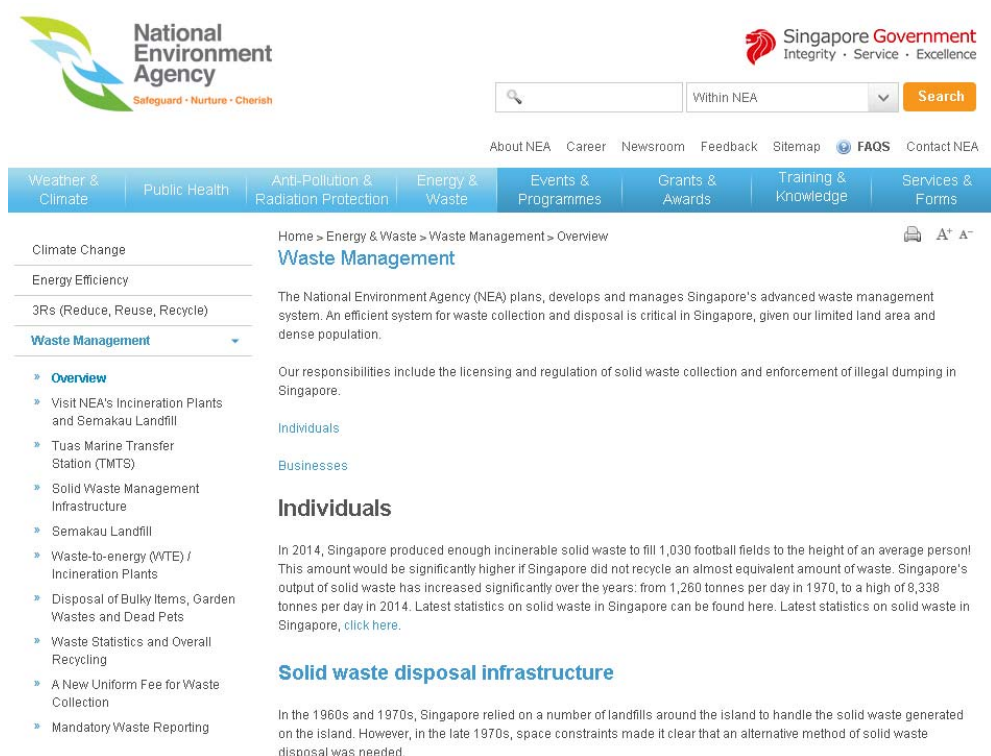 National
Environment
Agency
Safeguard · Nurture · Cherish
Singapore Government
Integrity · Service · Excellence
Within NEA
Search
About NEA Career Newsroom Feedback Sitemap FAQS Contact NEA
Weather &
Climate
Public Health
Anti-Pollution &
Radiation Protection
Energy &
Waste
Events &
Programmes
Grants &
Awards
Training &
Knowledge
Services &
Forms
Climate Change
Energy Efficiency
3Rs (Reduce, Reuse, Recycle)
Waste Management
» Overview
» Visit NEA's Incineration Plants
and Semakau Landfill
» Tuas Marine Transfer
Station (TMTS)
» Solid Waste Management
Infrastructure
» Semakau Landfill
» Waste-to-energy (WTE) /
Incineration Plants
» Disposal of Bulky Items, Garden
Wastes and Dead Pets
» Waste Statistics and Overall
Recycling
» A New Uniform Fee for Waste
Collection
» Mandatory Waste Reporting
Home > Energy & Waste > Waste Management > Overview
A+ A-
Waste Management
The National Environment Agency (NEA) plans, develops and manages Singapore's advanced waste management
system. An efficient system for waste collection and disposal is critical in Singapore, given our limited land area and
dense population.
Our responsibilities include the licensing and regulation of solid waste collection and enforcement of illegal dumping in
Singapore.
Individuals
Businesses
Individuals
In 2014, Singapore produced enough incinerable solid waste to fill 1,030 football fields to the height of an average person!
This amount would be significantly higher if Singapore did not recycle an almost equivalent amount of waste. Singapore's
output of solid waste has increased significantly over the years: from 1,260 tonnes per day in 1970, to a high of 8,338
tonnes per day in 2014. Latest statistics on solid waste in Singapore can be found here. Latest statistics on solid waste in
Singapore, click here.
Solid waste disposal infrastructure
In the 1960s and 1970s, Singapore relied on a number of landfills around the island to handle the solid waste generated
on the island. However, in the late 1970s, space constraints made it clear that an alternative method of solid waste
disposal was needed.